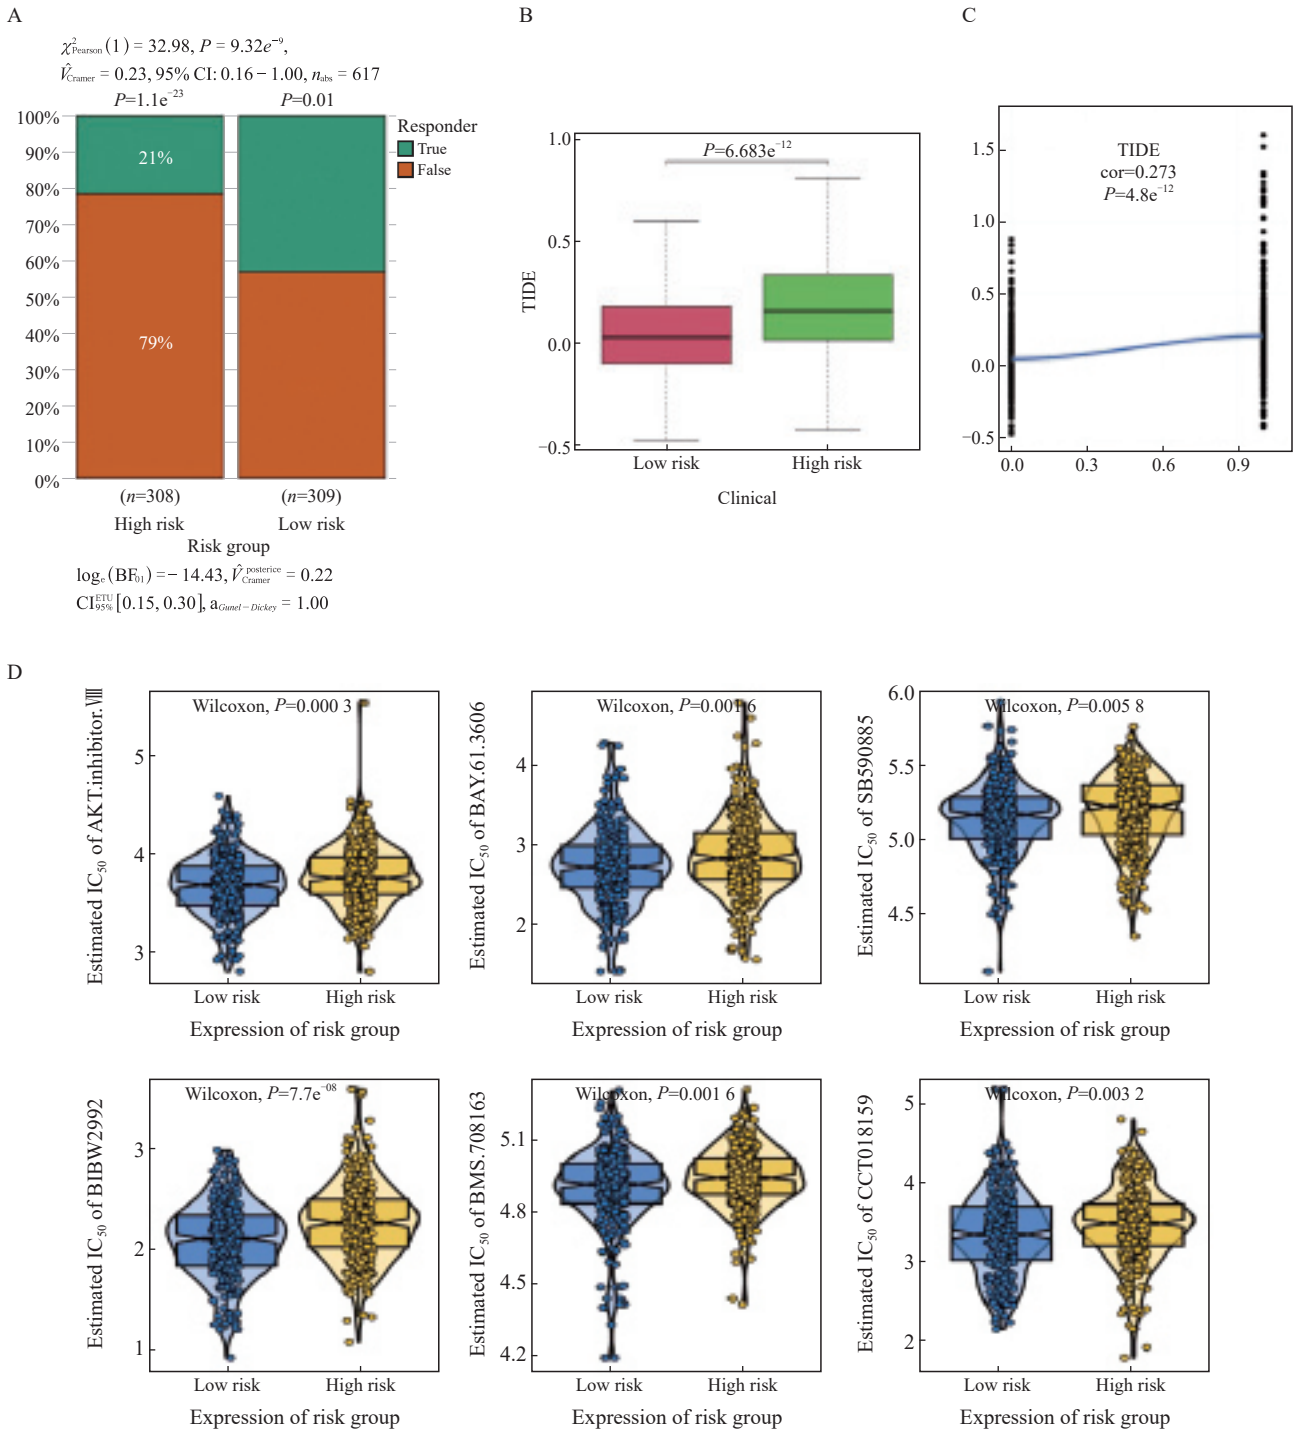 A
χ²Pearson(1) = 32.98, P = 9.32e⁻⁹,
V̂Cramer = 0.23, 95% CI: 0.16 − 1.00, nabs = 617
P=1.1e⁻²³
P=0.01
100%
90%
80%
70%
60%
50%
40%
30%
20%
10%
0%
21%
79%
Responder
True
False
(n=308)
(n=309)
High risk
Low risk
Risk group
logₑ(BF₀₁) = − 14.43, V̂ posterice Cramer = 0.22
CI ETU 95% [0.15, 0.30], a Gunel−Dickey = 1.00
B
TIDE
1.0
0.5
0.0
−0.5
P=6.683e⁻¹²
Low risk
High risk
Clinical
C
1.5
1.0
0.5
0.0
−0.5
TIDE
cor=0.273
P=4.8e⁻¹²
0.0
0.3
0.6
0.9
D
Estimated IC₅₀ of AKT.inhibitor.Ⅷ
5
4
3
Wilcoxon, P=0.000 3
Low risk
High risk
Expression of risk group
Estimated IC₅₀ of BAY.61.3606
4
3
2
Wilcoxon, P=0.001 6
Low risk
High risk
Expression of risk group
Estimated IC₅₀ of SB590885
6.0
5.5
5.0
4.5
Wilcoxon, P=0.005 8
Low risk
High risk
Expression of risk group
Estimated IC₅₀ of BIBW2992
3
2
1
Wilcoxon, P=7.7e⁻⁰⁸
Low risk
High risk
Expression of risk group
Estimated IC₅₀ of BMS.708163
5.1
4.8
4.5
4.2
Wilcoxon, P=0.001 6
Low risk
High risk
Expression of risk group
Estimated IC₅₀ of CCT018159
5
4
3
2
Wilcoxon, P=0.003 2
Low risk
High risk
Expression of risk group